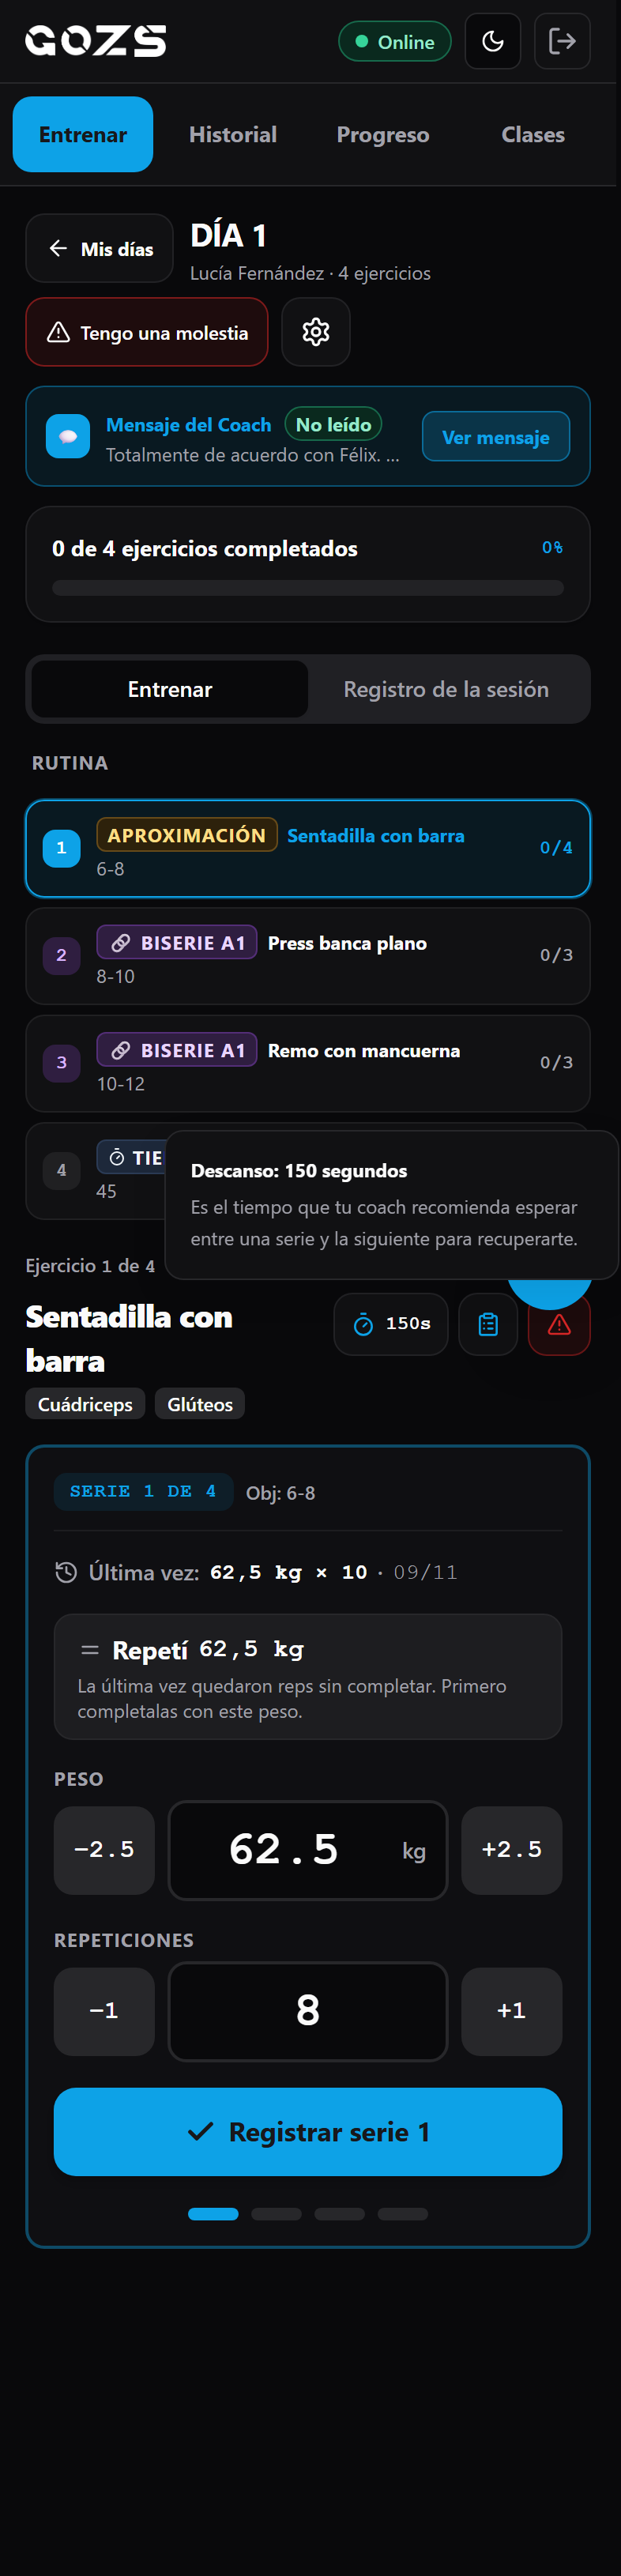 GOZS
Online
Entrenar
Historial
Progreso
Clases
Mis días
DÍA 1
Lucía Fernández · 4 ejercicios
Tengo una molestia
Mensaje del Coach
No leído
Totalmente de acuerdo con Félix. ...
Ver mensaje
0 de 4 ejercicios completados
0%
Entrenar
Registro de la sesión
RUTINA
1
APROXIMACIÓN Sentadilla con barra
6-8
0/4
2
BISERIE A1 Press banca plano
8-10
0/3
3
BISERIE A1 Remo con mancuerna
10-12
0/3
4
TIE
45
Descanso: 150 segundos
Es el tiempo que tu coach recomienda esperar
entre una serie y la siguiente para recuperarte.
Ejercicio 1 de 4
Sentadilla con
barra
150s
Cuádriceps
Glúteos
SERIE 1 DE 4
Obj: 6-8
Última vez: 62,5 kg × 10 · 09/11
= Repetí 62,5 kg
La última vez quedaron reps sin completar. Primero
completalas con este peso.
PESO
−2.5
62.5 kg
+2.5
REPETICIONES
−1
8
+1
Registrar serie 1